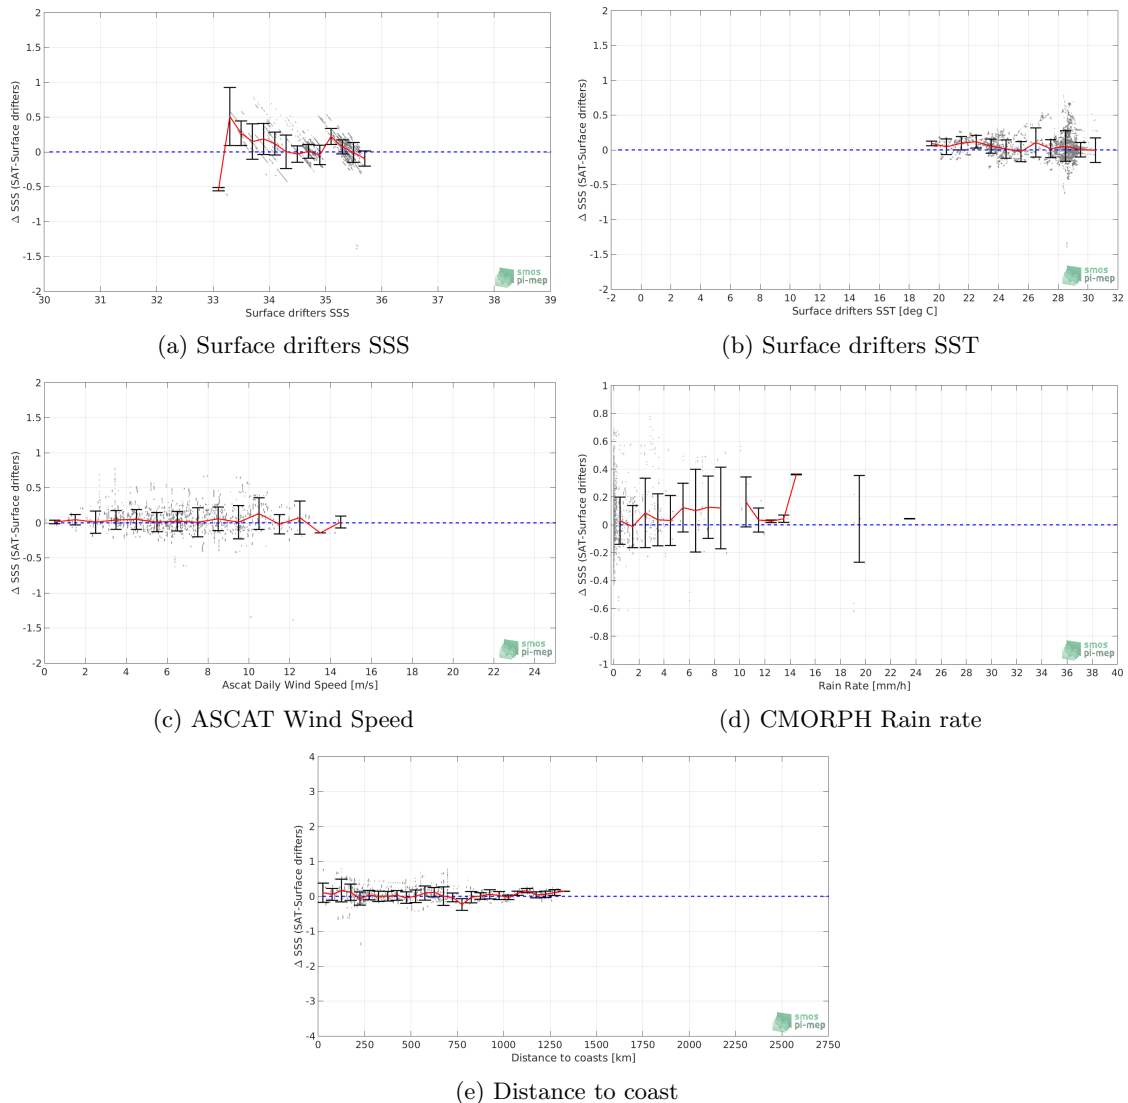 2
1.5
1
0.5
0
-0.5
-1
-1.5
-2
Δ SSS (SAT-Surface drifters)
30 31 32 33 34 35 36 37 38 39
Surface drifters SSS
smos
pi-mep
(a) Surface drifters SSS
2
1.5
1
0.5
0
-0.5
-1
-1.5
-2
Δ SSS (SAT-Surface drifters)
-2 0 2 4 6 8 10 12 14 16 18 20 22 24 26 28 30 32
Surface drifters SST [deg C]
smos
pi-mep
(b) Surface drifters SST
2
1.5
1
0.5
0
-0.5
-1
-1.5
-2
Δ SSS (SAT-Surface drifters)
0 2 4 6 8 10 12 14 16 18 20 22 24
Ascat Daily Wind Speed [m/s]
smos
pi-mep
(c) ASCAT Wind Speed
1
0.8
0.6
0.4
0.2
0
-0.2
-0.4
-0.6
-0.8
-1
Δ SSS (SAT-Surface drifters)
0 2 4 6 8 10 12 14 16 18 20 22 24 26 28 30 32 34 36 38 40
Rain Rate [mm/h]
smos
pi-mep
(d) CMORPH Rain rate
4
3
2
1
0
-1
-2
-3
-4
Δ SSS (SAT-Surface drifters)
0 250 500 750 1000 1250 1500 1750 2000 2250 2500 2750
Distance to coasts [km]
smos
pi-mep
(e) Distance to coast